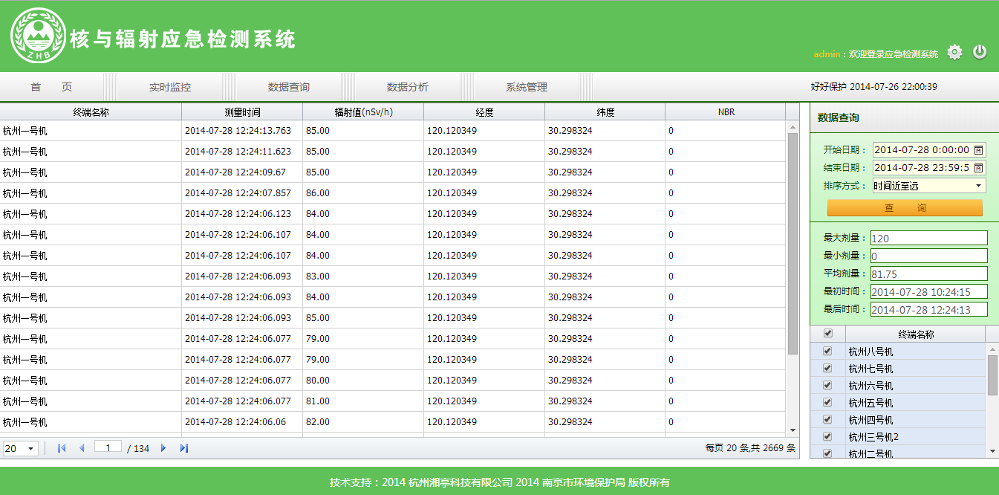 ZHB
核与辐射应急检测系统
admin：欢迎登录应急检测系统
首 页 实时监控 数据查询 数据分析 系统管理 好好保护 2014-07-26 22:00:39
终端名称 测量时间 辐射值(nSv/h) 经度 纬度 NBR
杭州一号机 2014-07-28 12:24:13.763 85.00 120.120349 30.298324 0
杭州一号机 2014-07-28 12:24:11.623 85.00 120.120349 30.298324 0
杭州一号机 2014-07-28 12:24:09.67 85.00 120.120349 30.298324 0
杭州一号机 2014-07-28 12:24:07.857 86.00 120.120349 30.298324 0
杭州一号机 2014-07-28 12:24:06.123 84.00 120.120349 30.298324 0
杭州一号机 2014-07-28 12:24:06.107 84.00 120.120349 30.298324 0
杭州一号机 2014-07-28 12:24:06.107 84.00 120.120349 30.298324 0
杭州一号机 2014-07-28 12:24:06.093 83.00 120.120349 30.298324 0
杭州一号机 2014-07-28 12:24:06.093 84.00 120.120349 30.298324 0
杭州一号机 2014-07-28 12:24:06.093 85.00 120.120349 30.298324 0
杭州一号机 2014-07-28 12:24:06.077 79.00 120.120349 30.298324 0
杭州一号机 2014-07-28 12:24:06.077 79.00 120.120349 30.298324 0
杭州一号机 2014-07-28 12:24:06.077 80.00 120.120349 30.298324 0
杭州一号机 2014-07-28 12:24:06.077 81.00 120.120349 30.298324 0
杭州一号机 2014-07-28 12:24:06.06 82.00 120.120349 30.298324 0
20 1 / 134 每页 20 条,共 2669 条
数据查询
开始日期： 2014-07-28 0:00:00
结束日期： 2014-07-28 23:59:5
排序方式： 时间近至远
查 询
最大剂量： 120
最小剂量： 0
平均剂量： 81.75
最初时间： 2014-07-28 10:24:15
最后时间： 2014-07-28 12:24:13
终端名称
杭州八号机
杭州七号机
杭州六号机
杭州五号机
杭州四号机
杭州三号机2
杭州二号机
技术支持：2014 杭州湘亭科技有限公司 2014 南京市环境保护局 版权所有